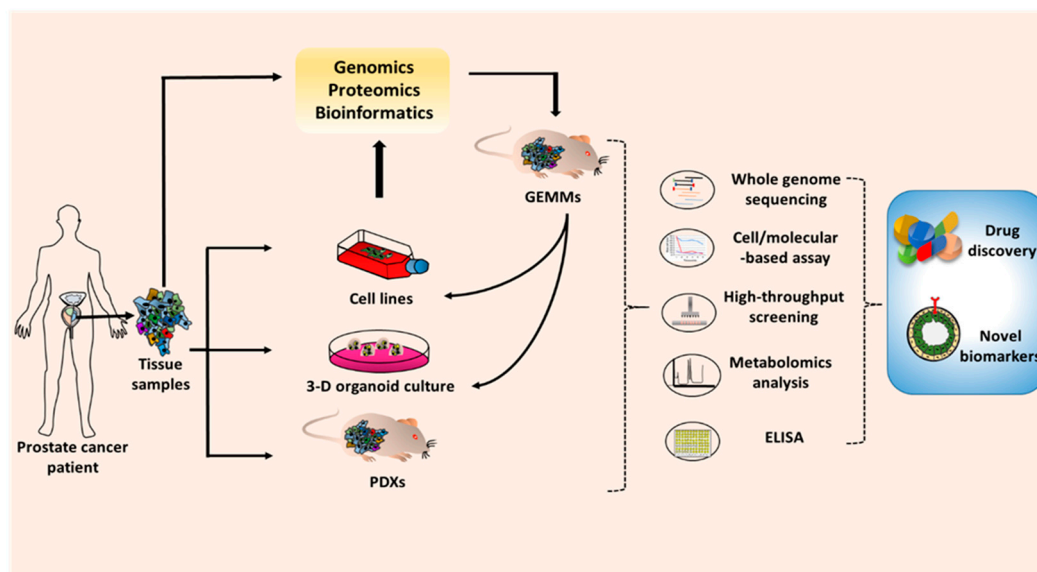 Genomics
Proteomics
Bioinformatics
GEMMs
Whole genome
sequencing
Cell/molecular
-based assay
High-throughput
screening
Metabolomics
analysis
ELISA
Drug
discovery
Novel
biomarkers
Cell lines
3-D organoid culture
PDXs
Tissue
samples
Prostate cancer
patient